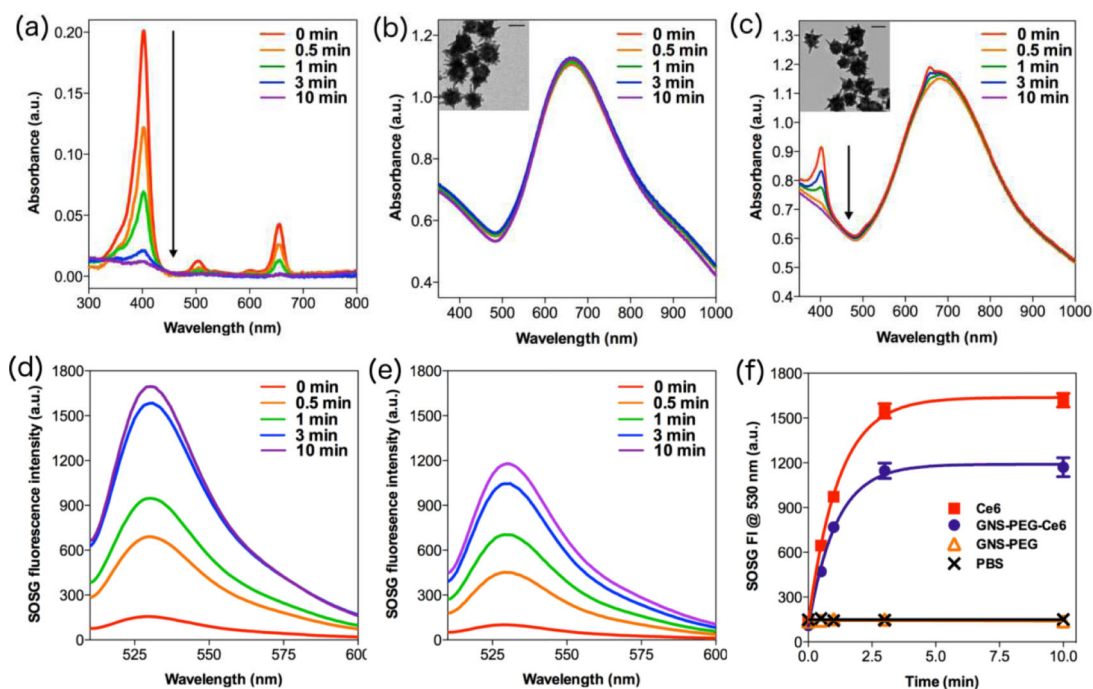 (a)
0.20
0.15
0.10
0.05
0.00
Absorbance (a.u.)
0 min
0.5 min
1 min
3 min
10 min
300 400 500 600 700 800
Wavelength (nm)
(b)
1.4
1.2
1.0
0.8
0.6
0.4
Absorbance (a.u.)
0 min
0.5 min
1 min
3 min
10 min
400 500 600 700 800 900 1000
Wavelength (nm)
(c)
1.3
1.2
1.1
1.0
0.9
0.8
0.7
0.6
0.5
0.4
Absorbance (a.u.)
0 min
0.5 min
1 min
3 min
10 min
400 500 600 700 800 900 1000
Wavelength (nm)
(d)
1800
1500
1200
900
600
300
0
SOSG fluorescence intensity (a.u.)
0 min
0.5 min
1 min
3 min
10 min
525 550 575 600
Wavelength (nm)
(e)
1800
1500
1200
900
600
300
0
SOSG fluorescence intensity (a.u.)
0 min
0.5 min
1 min
3 min
10 min
525 550 575 600
Wavelength (nm)
(f)
1800
1500
1200
900
600
300
0
SOSG FI @ 530 nm (a.u.)
Ce6
GNS-PEG-Ce6
GNS-PEG
PBS
0.0 2.5 5.0 7.5 10.0
Time (min)